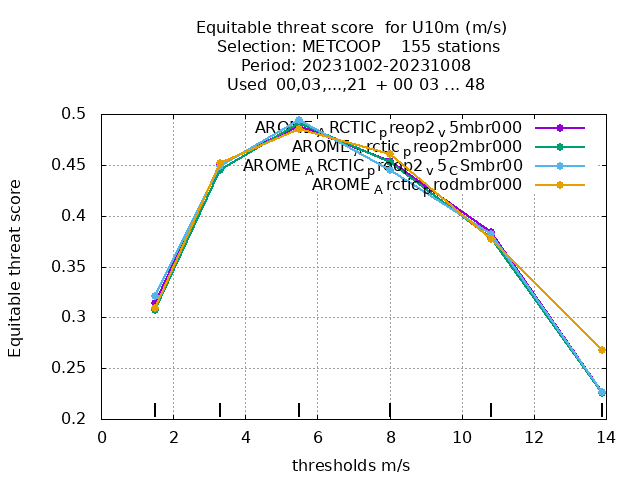 Equitable threat score  for U10m (m/s)
Selection: METCOOP    155 stations
Period: 20231002-20231008
Used  00,03,...,21  + 00 03 ... 48
AROME_ARCTIC_preop2_v5mbr000
AROME_Arctic_preop2mbr000
AROME_ARCTIC_preop2_v5_CSmbr00
AROME_Arctic_prodmbr000
Equitable threat score
0.5
0.45
0.4
0.35
0.3
0.25
0.2
0 2 4 6 8 10 12 14
thresholds m/s